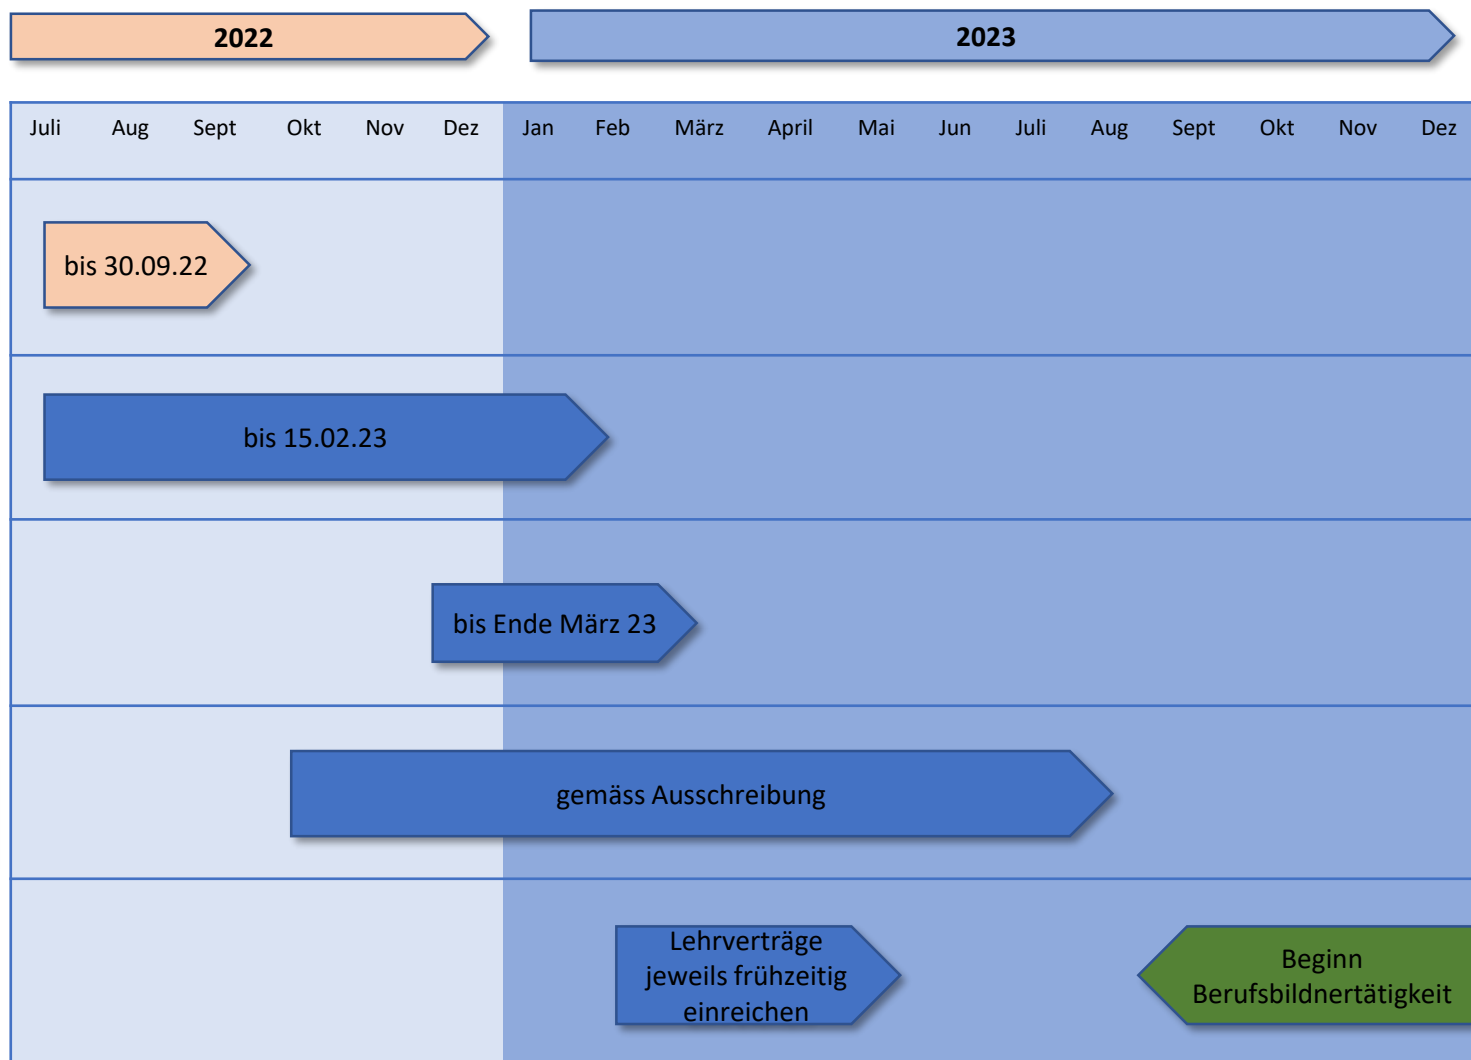 2022
2023
Juli Aug Sept Okt Nov Dez Jan Feb März April Mai Jun Juli Aug Sept Okt Nov Dez
bis 30.09.22
bis 15.02.23
bis Ende März 23
gemäss Ausschreibung
Lehrverträge
jeweils frühzeitig
einreichen
Beginn
Berufsbildnertätigkeit